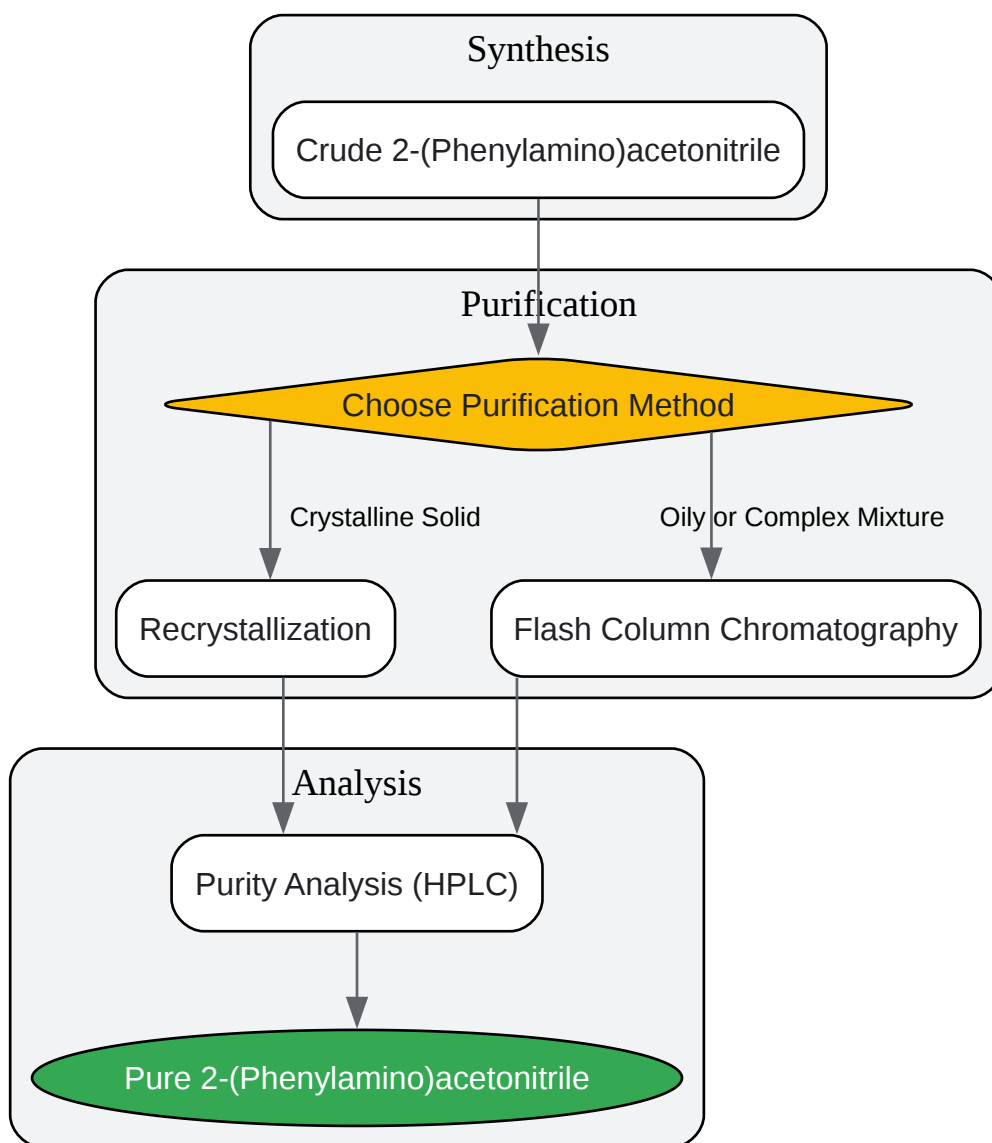 Synthesis
Crude 2-(Phenylamino)acetonitrile
Purification
Choose Purification Method
Crystalline Solid
Oily or Complex Mixture
Recrystallization
Flash Column Chromatography
Analysis
Purity Analysis (HPLC)
Pure 2-(Phenylamino)acetonitrile